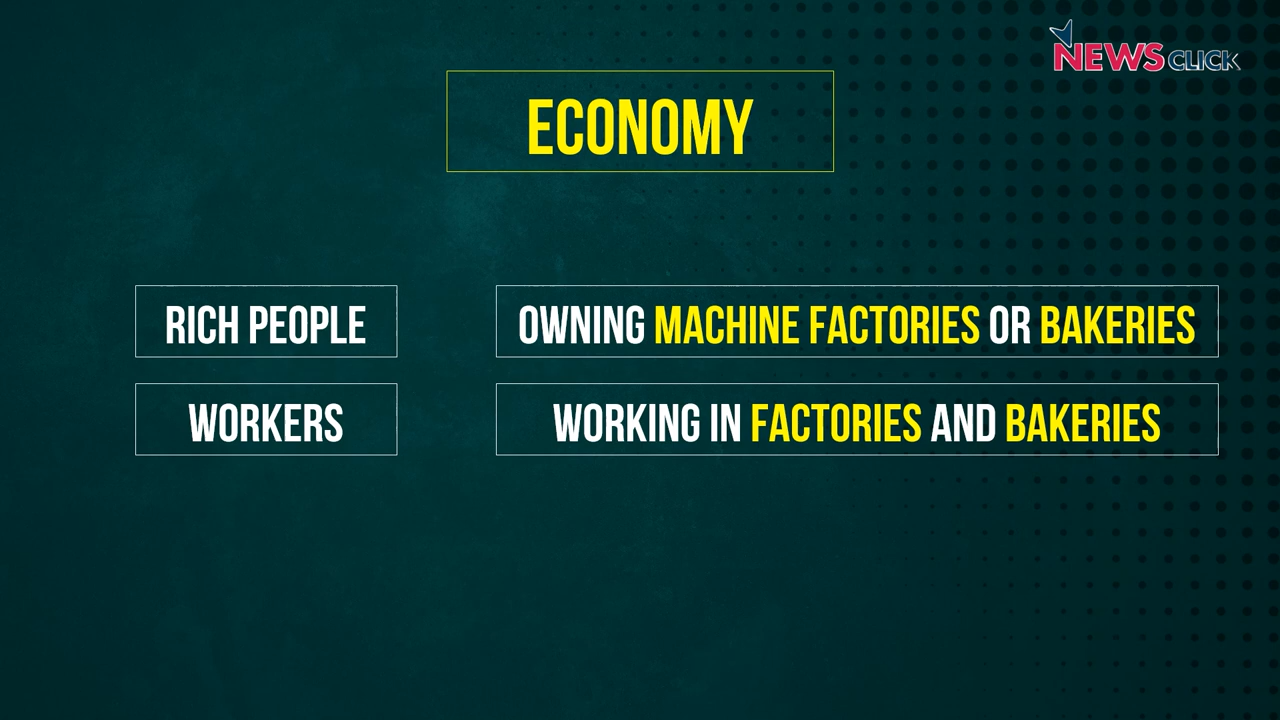 NEWSCLICK
ECONOMY
RICH PEOPLE
OWNING MACHINE FACTORIES OR BAKERIES
WORKERS
WORKING IN FACTORIES AND BAKERIES